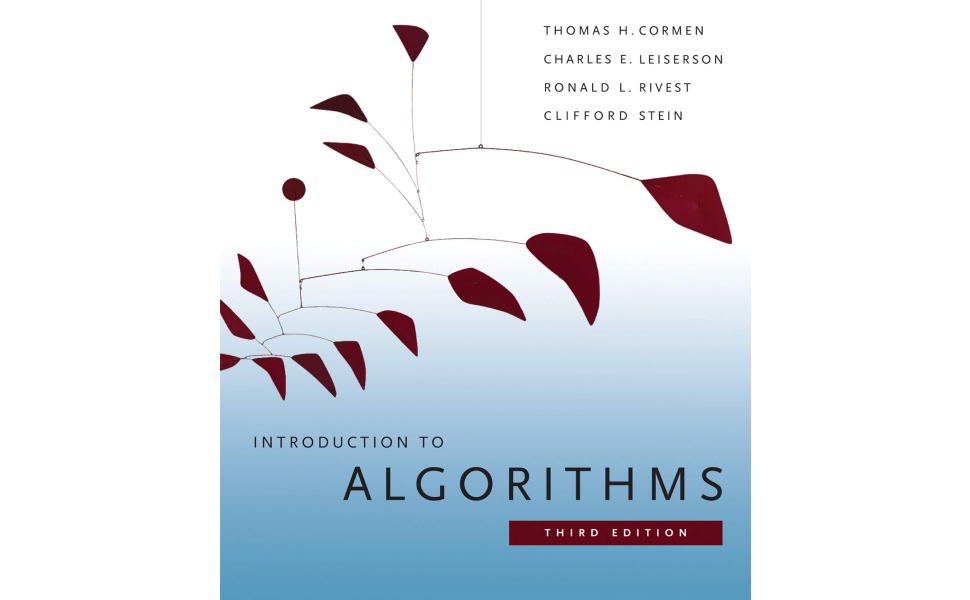 THOMAS H. CORMEN
CHARLES E. LEISERSON
RONALD L. RIVEST
CLIFFORD STEIN
INTRODUCTION TO
ALGORITHMS
THIRD EDITION